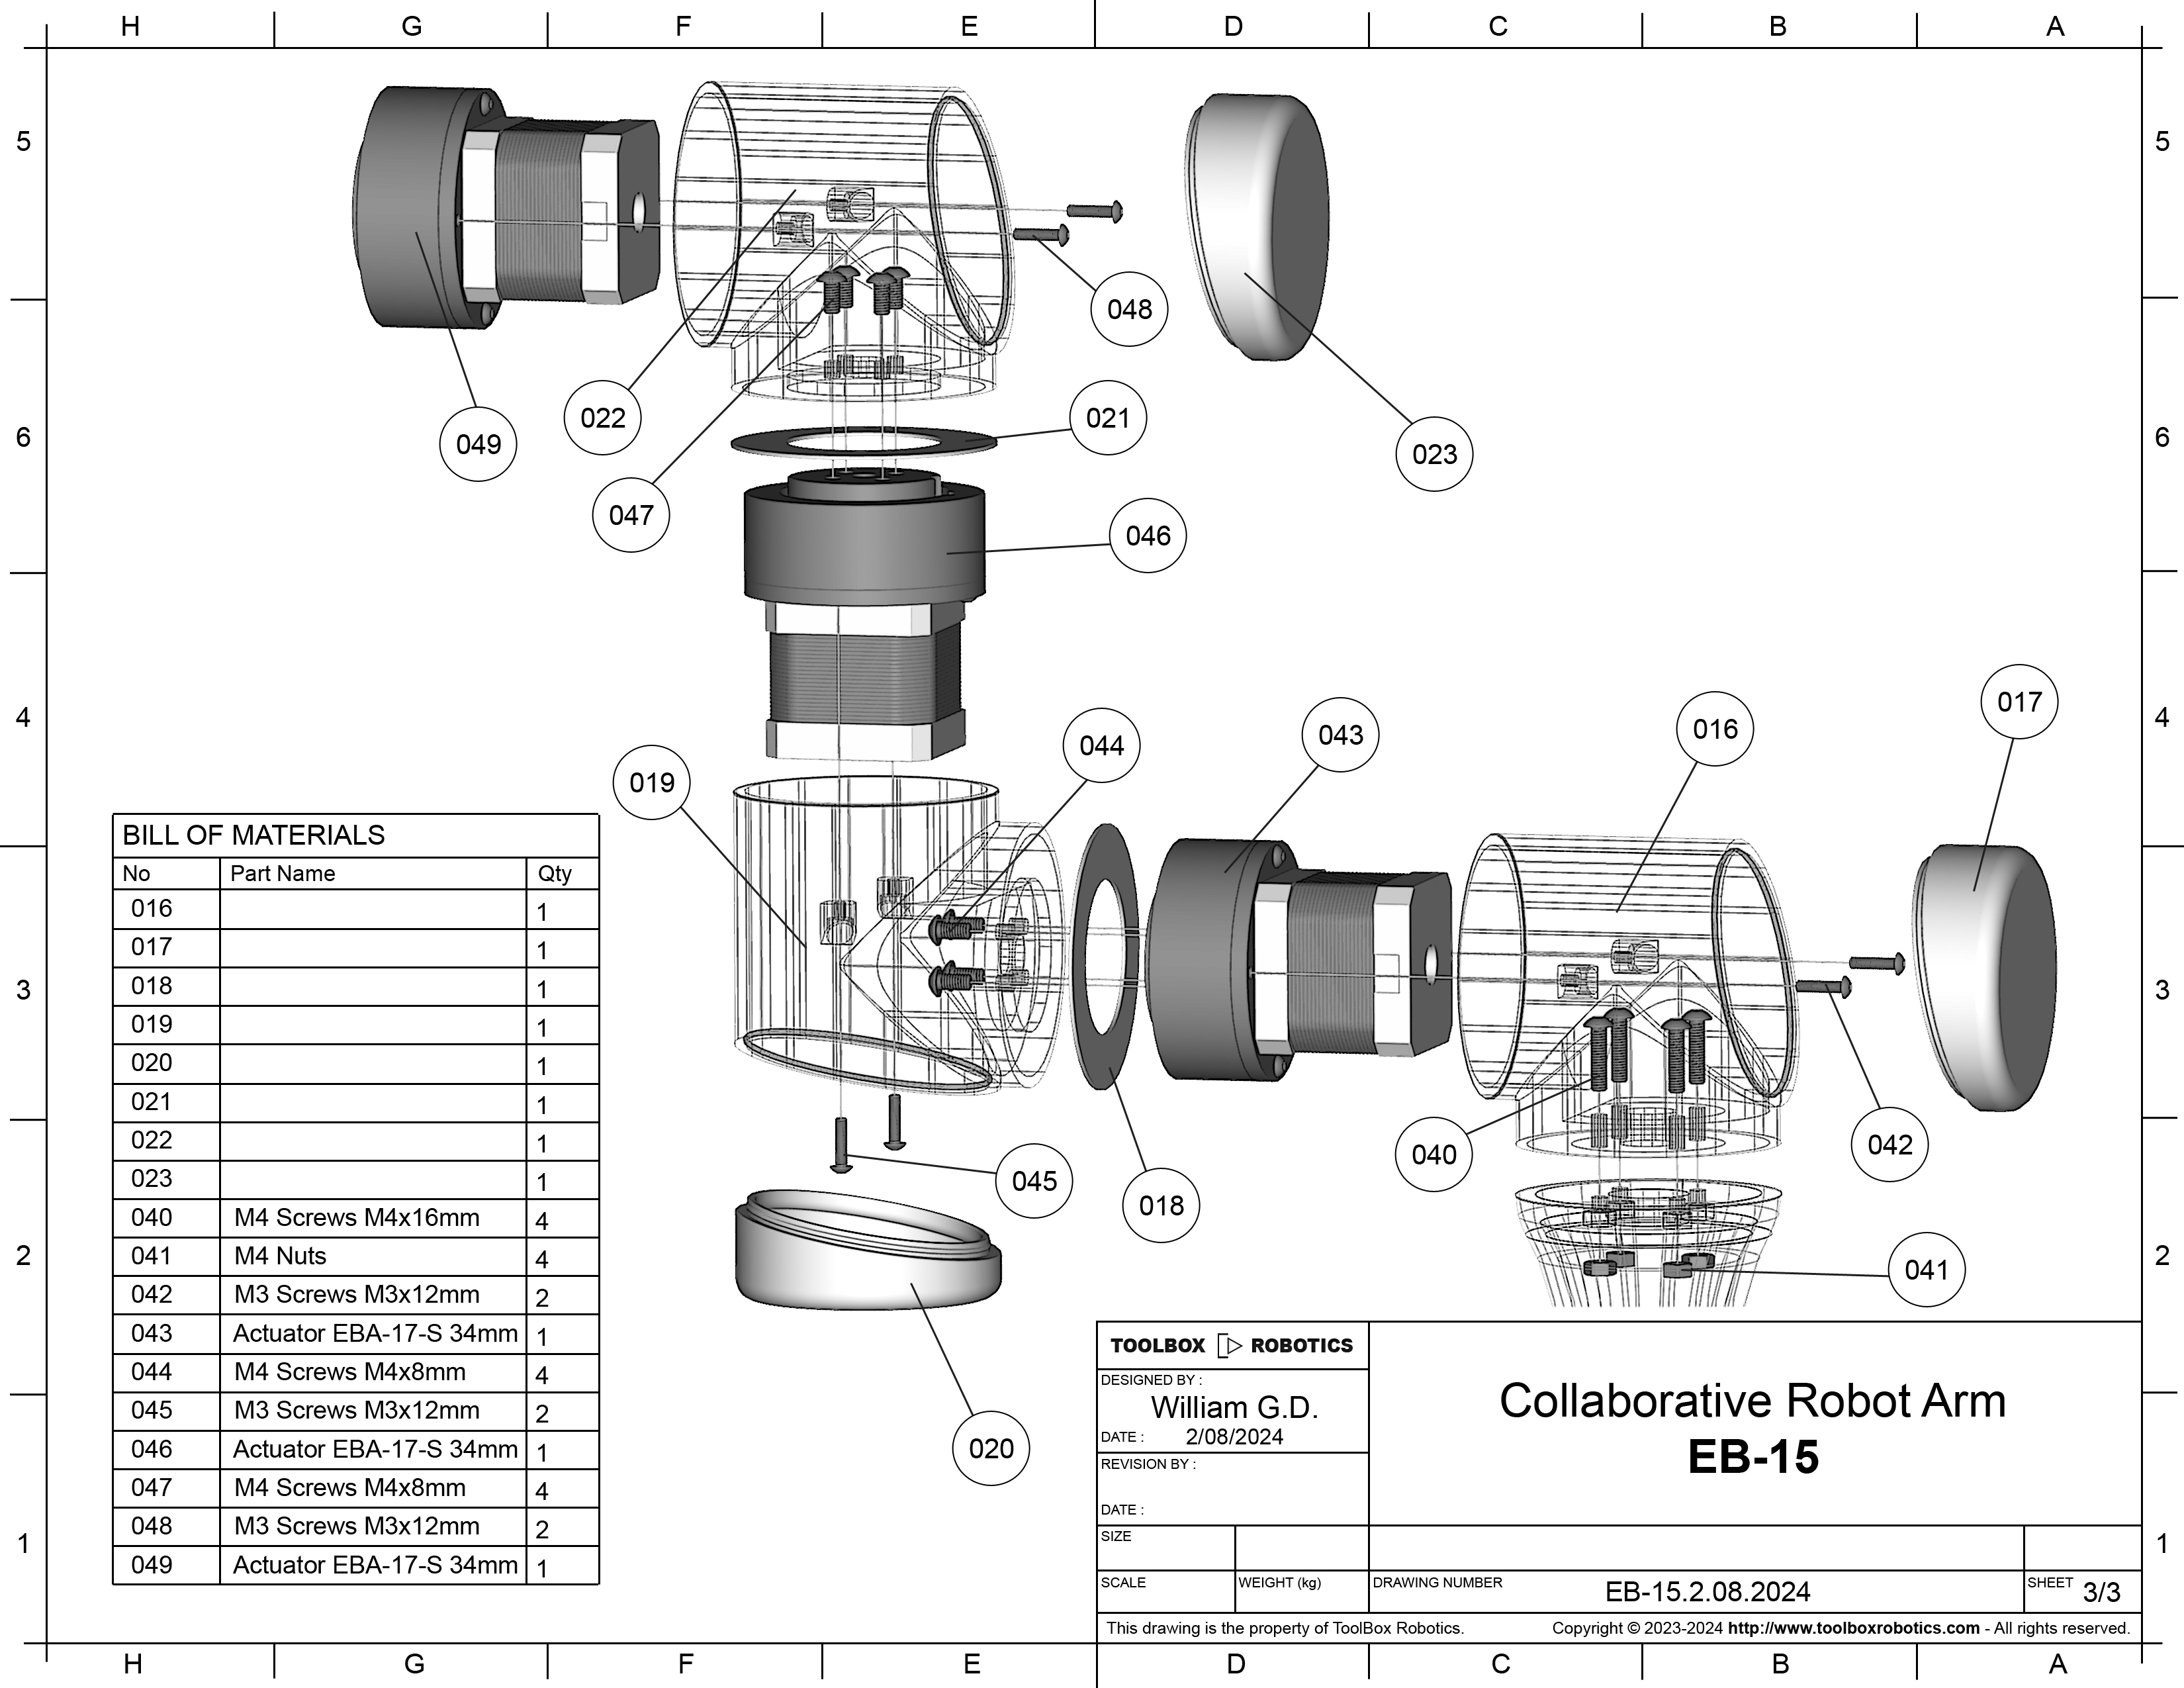 H G F E D C B A
5 5
048
022 021
049 023
6 6
047
046
017
016
4 043 4
044
019
BILL OF MATERIALS
No Part Name Qty
016 1
017 1
018 1
3 3
019 1
020 1
021 1
022 1
023 1
040 M4 Screws M4x16mm 4
041 M4 Nuts 4
042 M3 Screws M3x12mm 2
043 Actuator EBA-17-S 34mm 1
044 M4 Screws M4x8mm 4
045 M3 Screws M3x12mm 2
046 Actuator EBA-17-S 34mm 1
047 M4 Screws M4x8mm 4
048 M3 Screws M3x12mm 2
049 Actuator EBA-17-S 34mm 1
040 042
045
018
2 041 2
020
TOOLBOX ROBOTICS
DESIGNED BY :
William G.D.
DATE : 2/08/2024
REVISION BY :
DATE :
Collaborative Robot Arm
EB-15
1 1
SIZE
SCALE WEIGHT (kg) DRAWING NUMBER EB-15.2.08.2024 SHEET 3/3
This drawing is the property of ToolBox Robotics. Copyright © 2023-2024 http://www.toolboxrobotics.com - All rights reserved.
H G F E D C B A